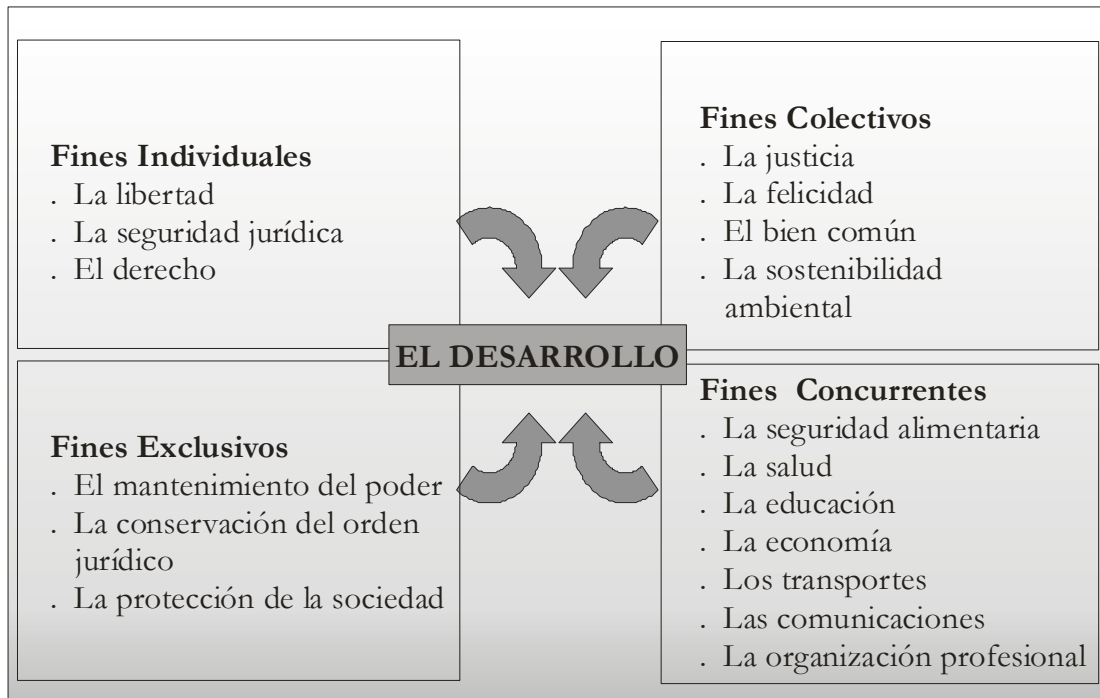 Fines Individuales
. La libertad
. La seguridad jurídica
. El derecho
Fines Colectivos
. La justicia
. La felicidad
. El bien común
. La sostenibilidad
ambiental
EL DESARROLLO
Fines Exclusivos
. El mantenimiento del poder
. La conservación del orden
jurídico
. La protección de la sociedad
Fines Concurrentes
. La seguridad alimentaria
. La salud
. La educación
. La economía
. Los transportes
. Las comunicaciones
. La organización profesional